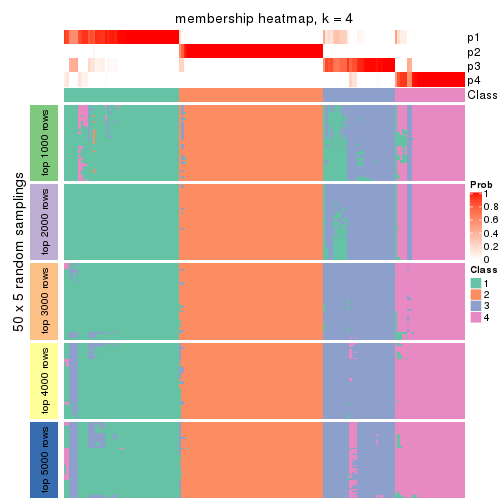 membership heatmap, k = 4
p1
p2
p3
p4
Class
50 x 5 random samplings
top 1000 rows
top 2000 rows
top 3000 rows
top 4000 rows
top 5000 rows
Prob
1
0.8
0.6
0.4
0.2
0
Class
1
2
3
4